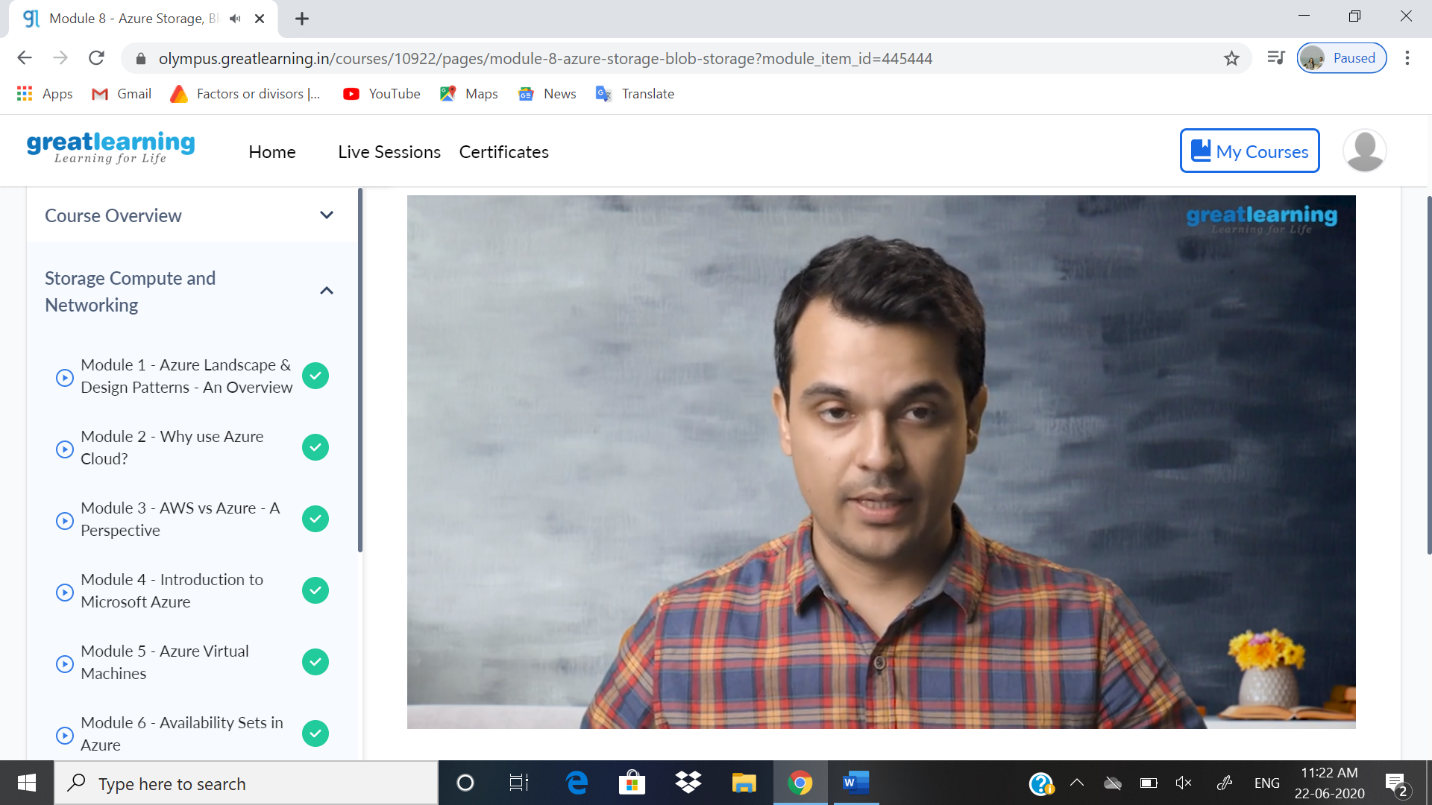 Module 8 - Azure Storage, Bl
olympus.greatlearning.in/courses/10922/pages/module-8-azure-storage-blob-storage?module_item_id=445444
Paused
Apps
Gmail
Factors or divisors |...
YouTube
Maps
News
Translate
greatlearning
Learning for Life
Home
Live Sessions
Certificates
My Courses
Course Overview
Storage Compute and
Networking
Module 1 - Azure Landscape &
Design Patterns - An Overview
Module 2 - Why use Azure
Cloud?
Module 3 - AWS vs Azure - A
Perspective
Module 4 - Introduction to
Microsoft Azure
Module 5 - Azure Virtual
Machines
Module 6 - Availability Sets in
Azure
greatlearning
Learning for Life
Type here to search
ENG
11:22 AM
22-06-2020
2